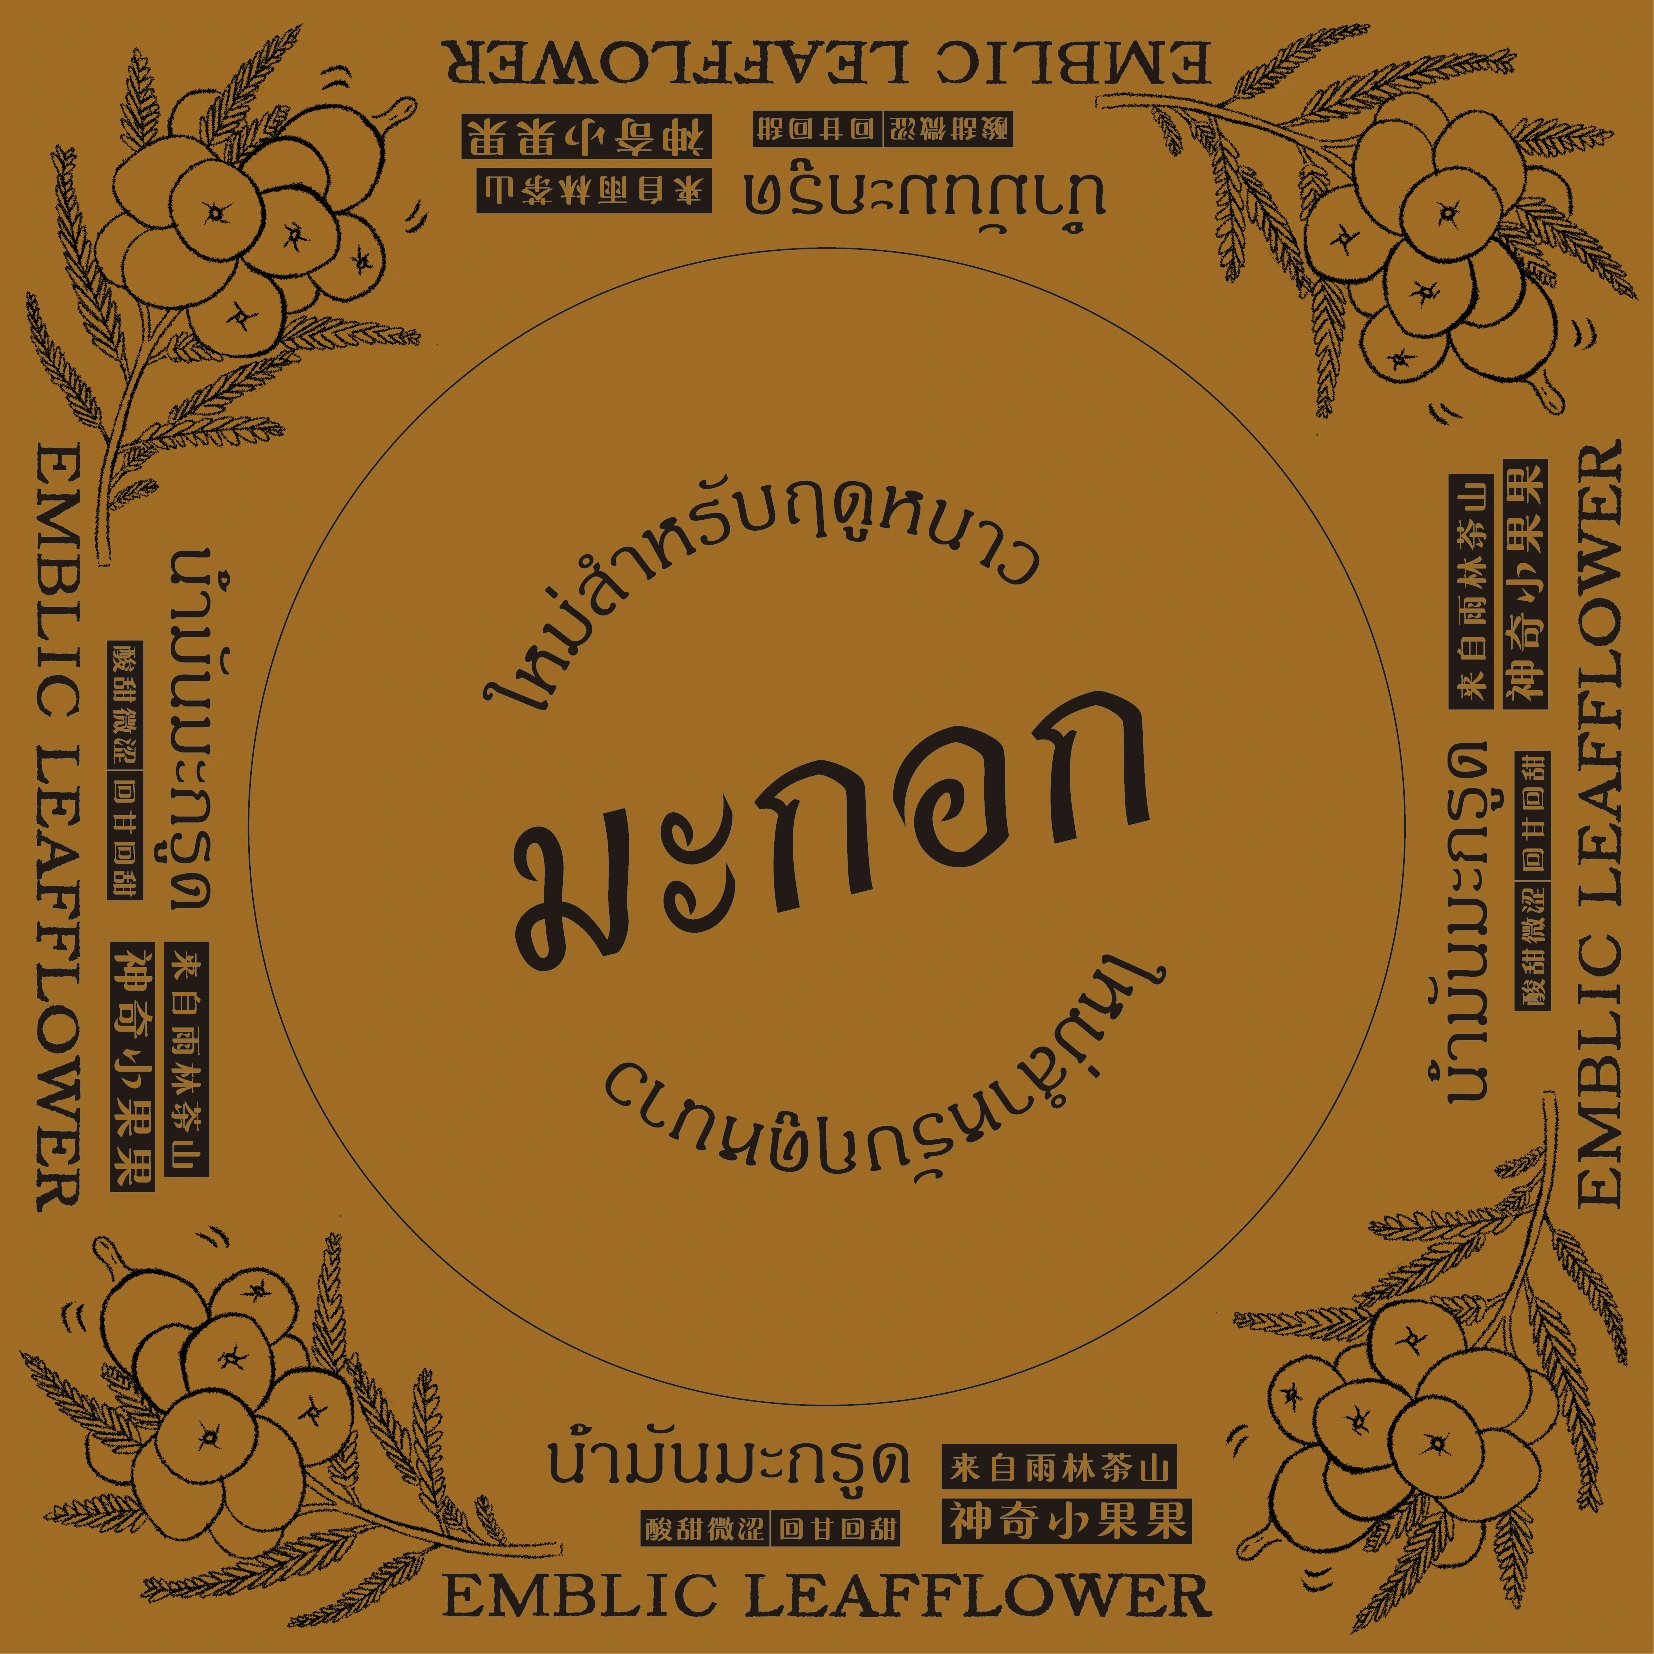 EMBLIC LEAFFLOWER
酸甜微涩 回甘回甜
神奇小果果
来自雨林茶山
น้ำมันมะกรูด
EMBLIC LEAFFLOWER
น้ำมันมะกรูด
酸甜微涩 回甘回甜
来自雨林茶山
神奇小果果
ใหม่สำหรับฤดูหนาว
มะกอก
ใหม่สำหรับฤดูหนาว
来自雨林茶山
神奇小果果
น้ำมันมะกรูด
酸甜微涩 回甘回甜
EMBLIC LEAFFLOWER
น้ำมันมะกรูด
来自雨林茶山
酸甜微涩 回甘回甜
神奇小果果
EMBLIC LEAFFLOWER